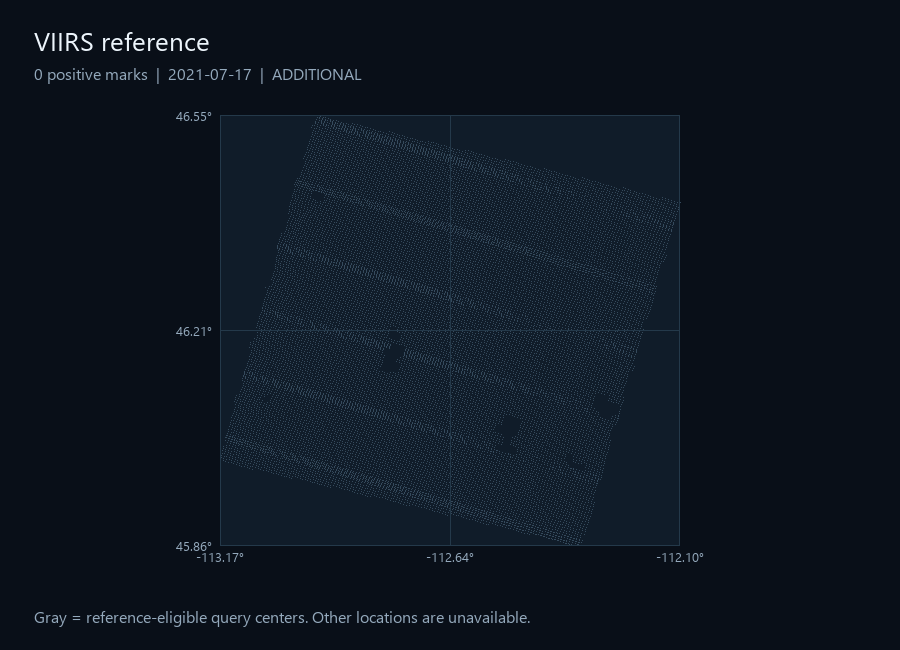 VIIRS reference
0 positive marks | 2021-07-17 | ADDITIONAL
46.55°
46.21°
45.86°
-113.17° -112.64° -112.10°
Gray = reference-eligible query centers. Other locations are unavailable.